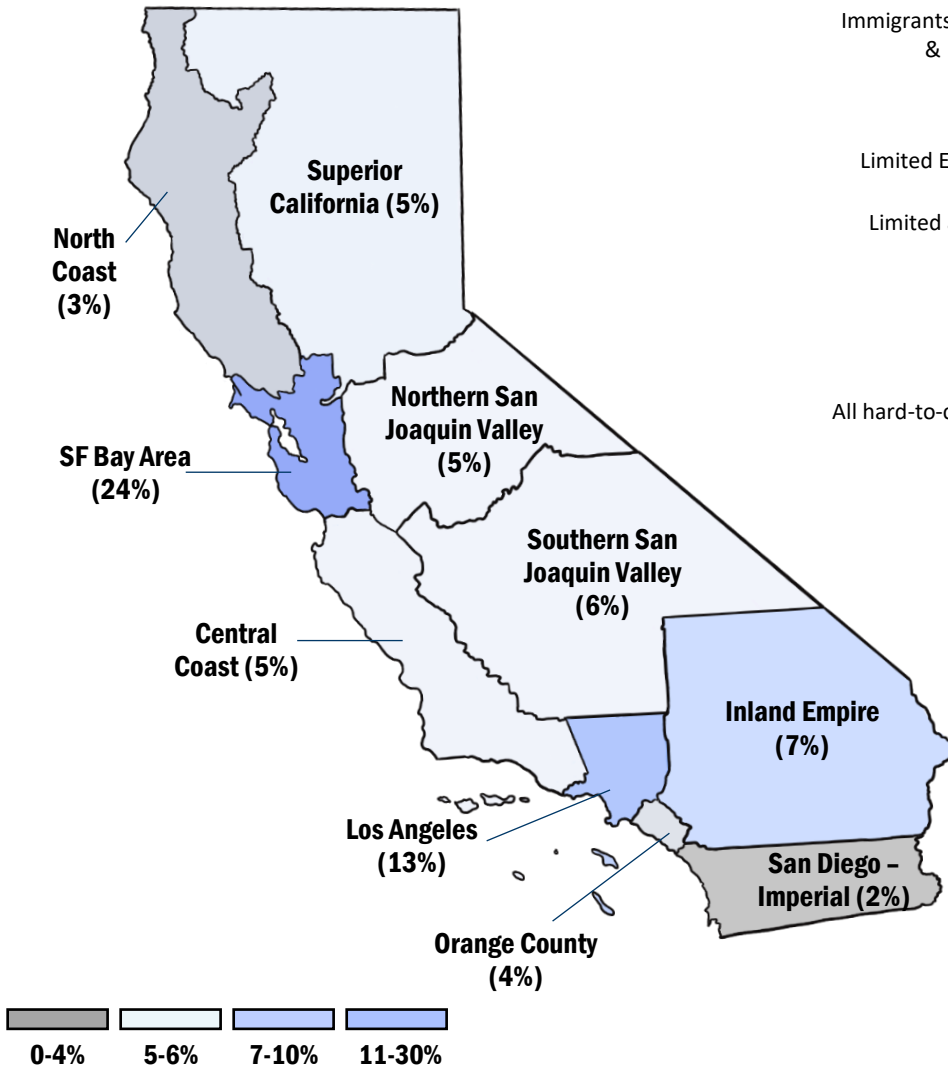 Immigrants
&
Limited E
Limited
All hard-to-c
Superior
California (5%)
North
Coast
(3%)
Northern San
Joaquin Valley
(5%)
SF Bay Area
(24%)
Southern San
Joaquin Valley
(6%)
Central
Coast (5%)
Inland Empire
(7%)
Los Angeles
(13%)
San Diego –
Imperial (2%)
Orange County
(4%)
0-4%
5-6%
7-10%
11-30%